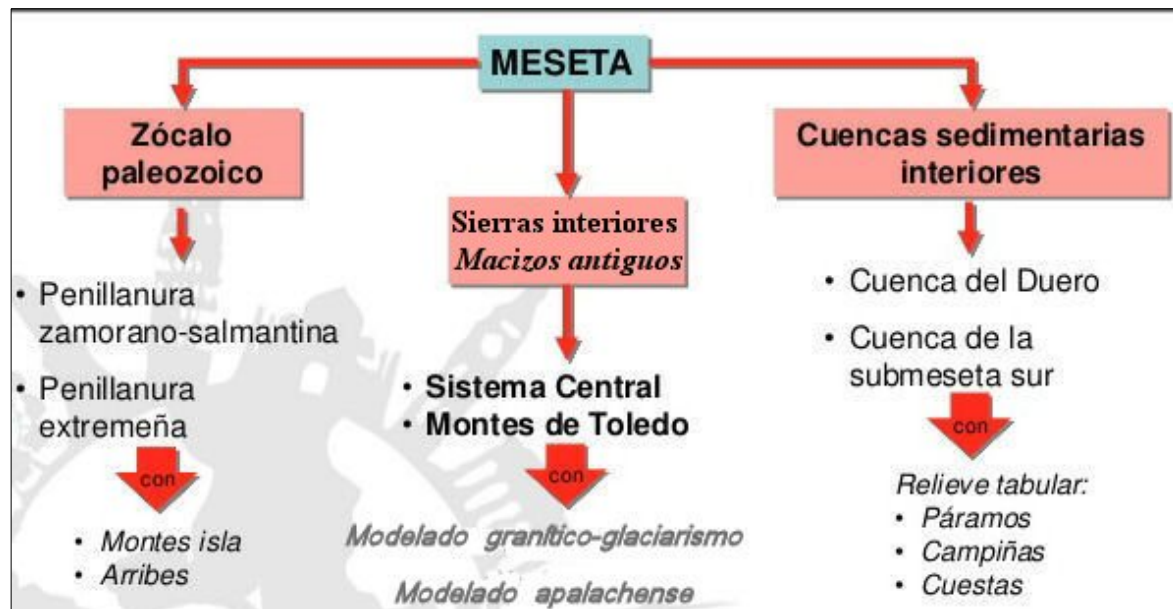 MESETA
Zócalo
paleozoico
• Penillanura
zamorano-salmantina
• Penillanura
extremeña
con
• Montes isla
• Arribes
Sierras interiores
Macizos antiguos
• Sistema Central
• Montes de Toledo
con
Modelado granítico-glaciarismo
Modelado apalachense
Cuencas sedimentarias
interiores
• Cuenca del Duero
• Cuenca de la
submeseta sur
con
Relieve tabular:
• Páramos
• Campiñas
• Cuestas